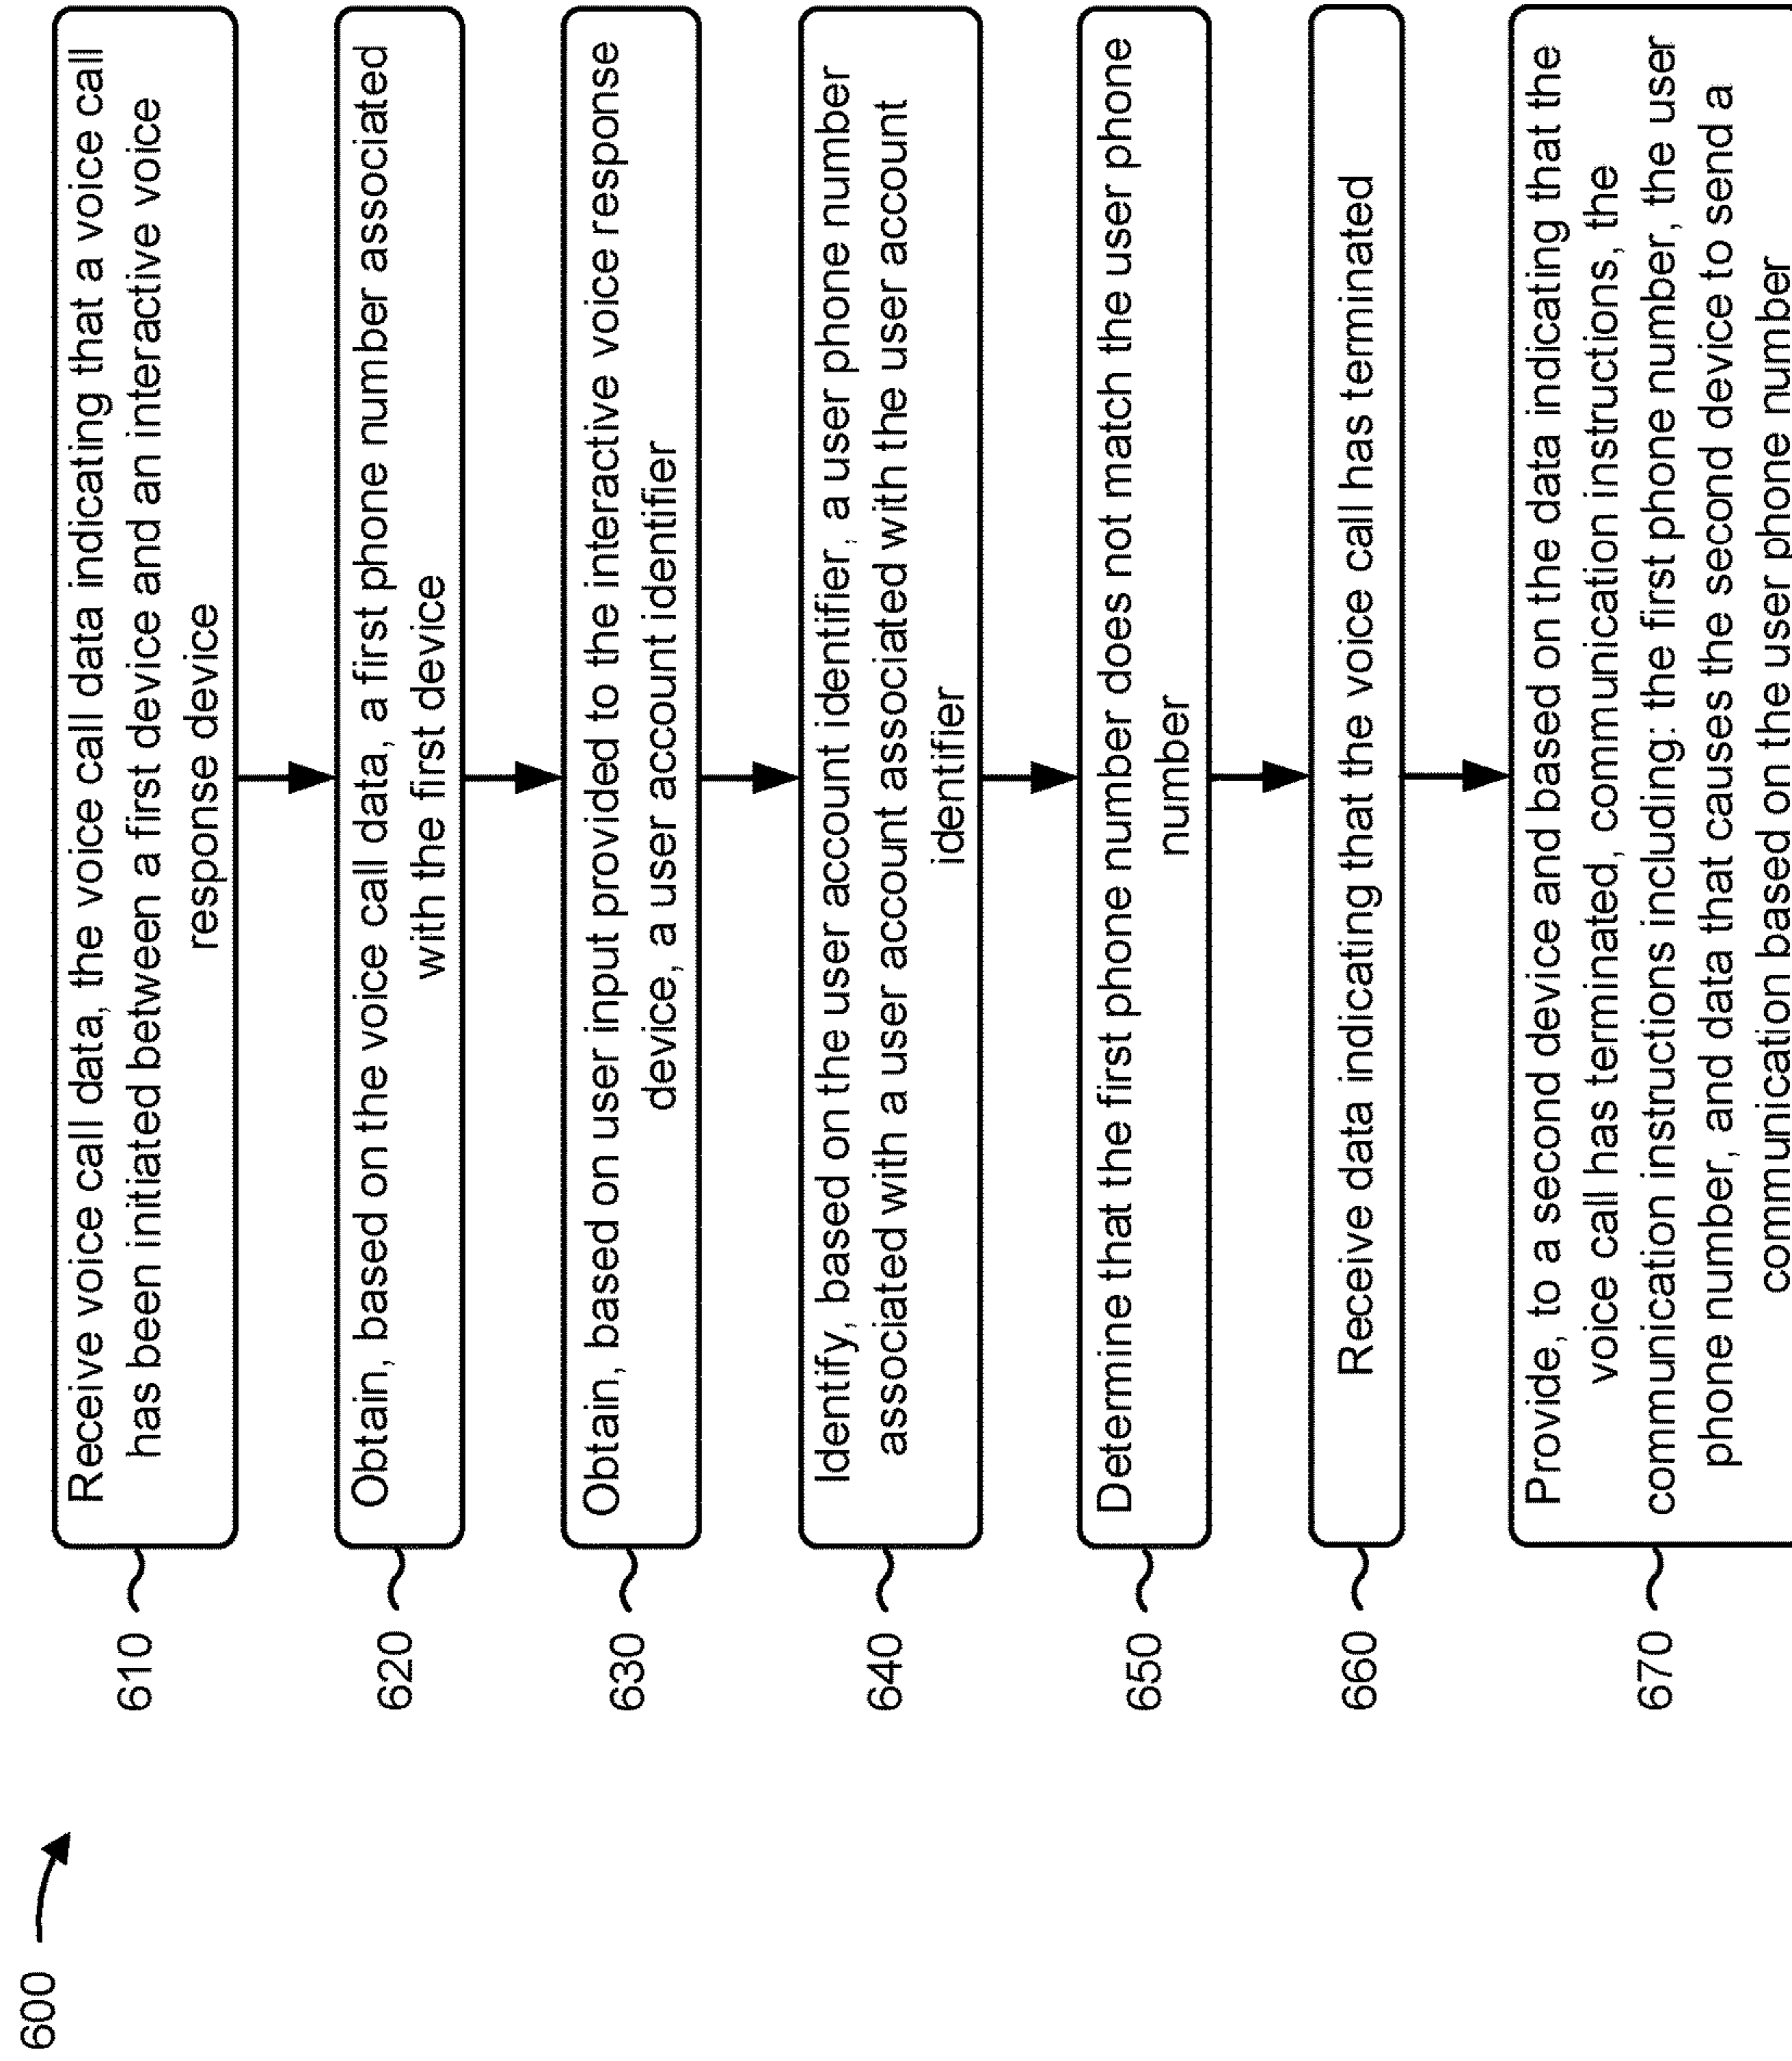 600
610
Receive voice call data, the voice call data indicating that a voice call
has been initiated between a first device and an interactive voice
response device
620
Obtain, based on the voice call data, a first phone number associated
with the first device
630
Obtain, based on user input provided to the interactive voice response
device, a user account identifier
640
Identify, based on the user account identifier, a user phone number
associated with a user account associated with the user account
identifier
650
Determine that the first phone number does not match the user phone
number
660
Receive data indicating that the voice call has terminated
670
Provide, to a second device and based on the data indicating that the
voice call has terminated, communication instructions, the
communication instructions including: the first phone number, the user
phone number, and data that causes the second device to send a
communication based on the user phone number